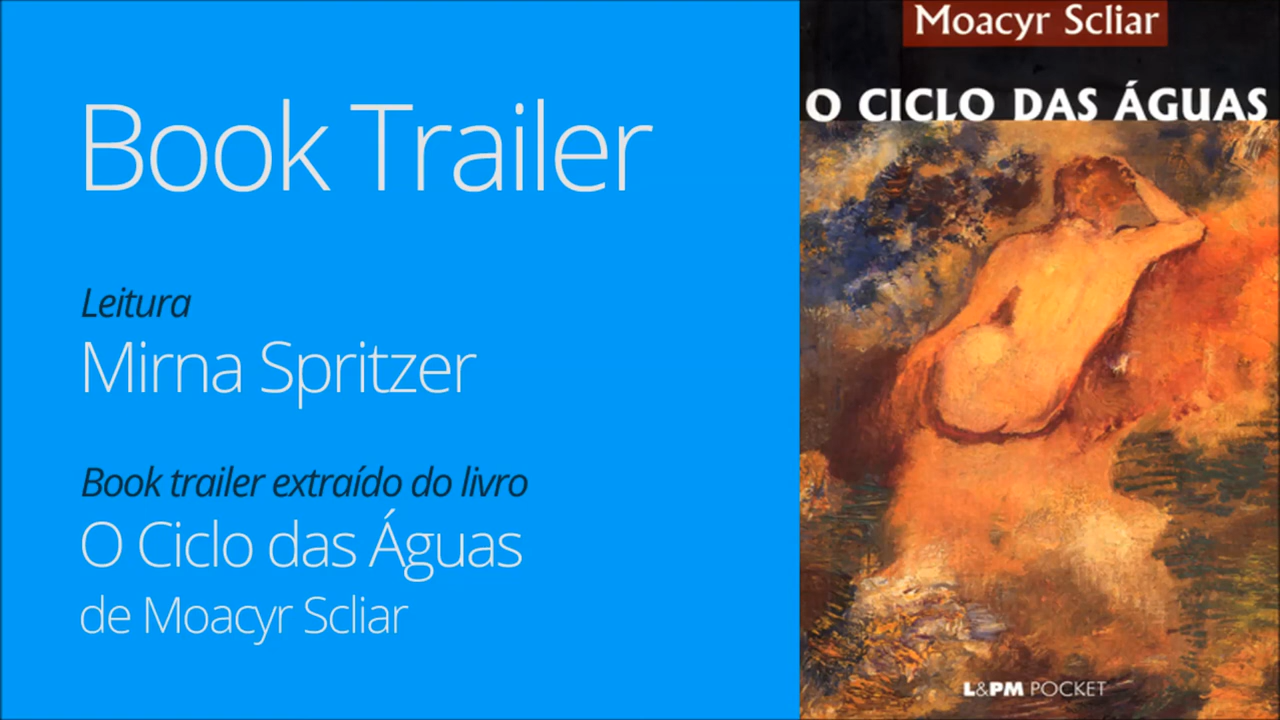 Book Trailer
Leitura
Mirna Spritzer
Book trailer extraído do livro
O Ciclo das Águas
de Moacyr Scliar
Moacyr Scliar
O CICLO DAS ÁGUAS
L&PM POCKET